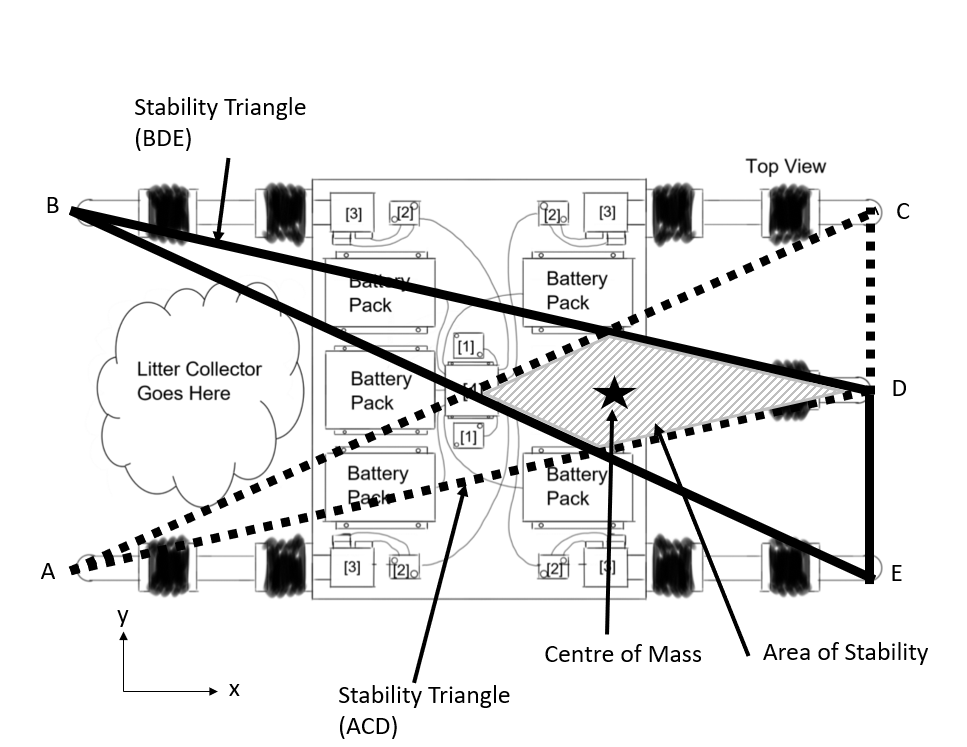 Stability Triangle
(BDE)
Top View
B
[3]
[2]
[2]
[3]
C
Battery
Pack
Battery
Pack
[1]
Litter Collector
Goes Here
Battery
Pack
D
[1]
Battery
Pack
Battery
Pack
A
[3]
[2]
[2]
[3]
E
y
x
Centre of Mass
Area of Stability
Stability Triangle
(ACD)